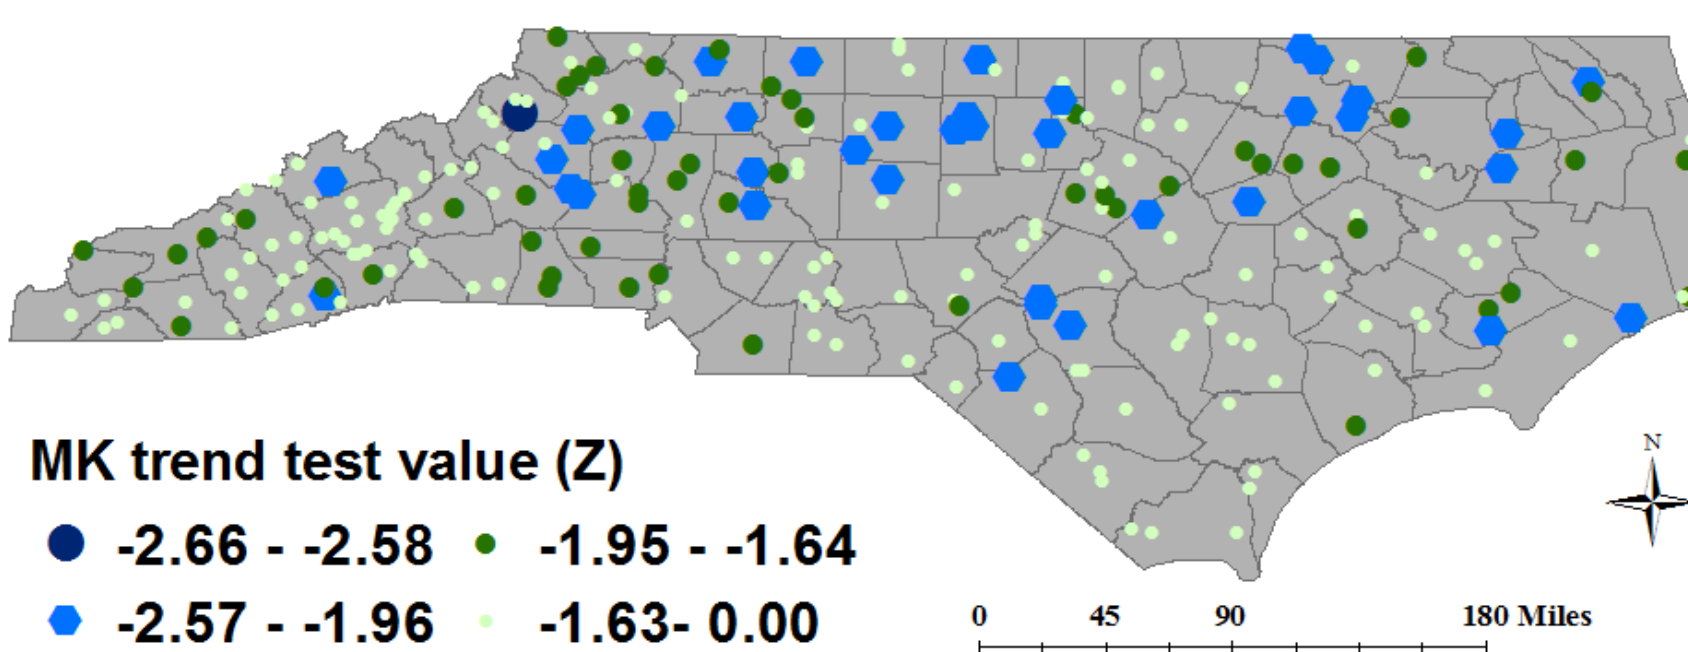 MK trend test value (Z)
-2.66 - -2.58
-1.95 - -1.64
-2.57 - -1.96
-1.63- 0.00
N
0 45 90 180 Miles